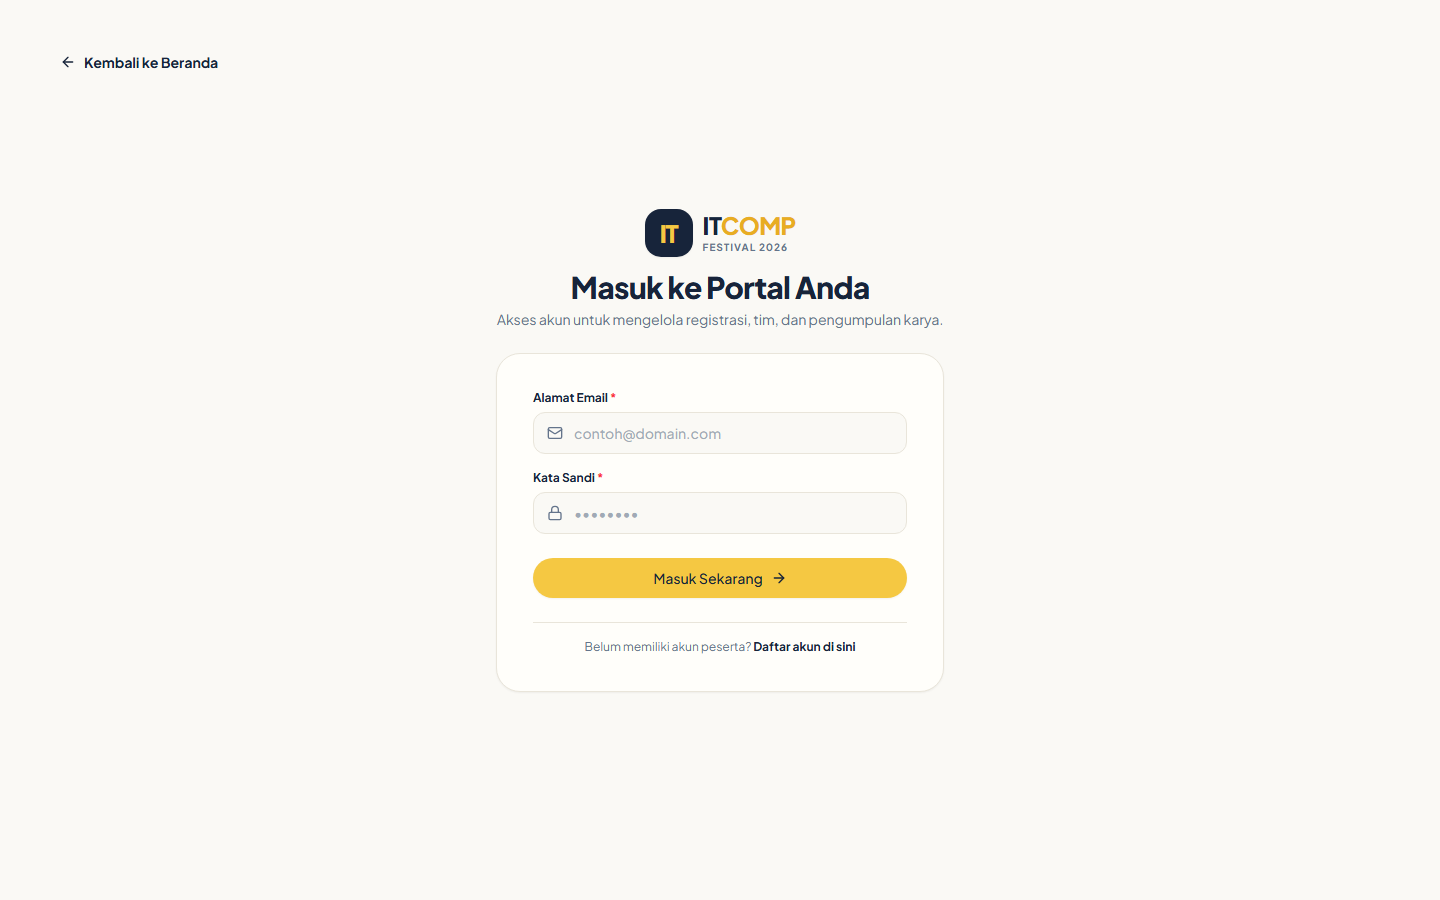 Kembali ke Beranda
IT
ITCOMP
FESTIVAL 2026
Masuk ke Portal Anda
Akses akun untuk mengelola registrasi, tim, dan pengumpulan karya.
Alamat Email *
contoh@domain.com
Kata Sandi *
••••••••
Masuk Sekarang →
Belum memiliki akun peserta? Daftar akun di sini